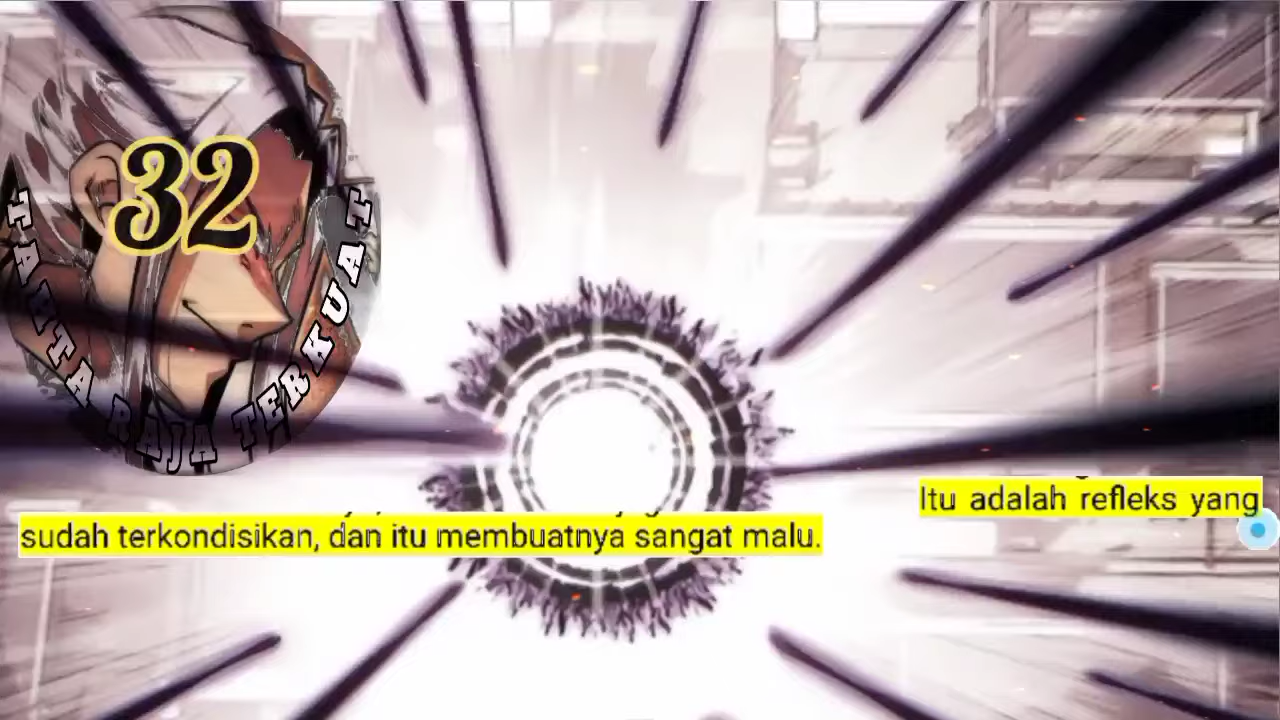 32
TAHTA RAJA TERKUAT
Itu adalah refleks yang
sudah terkondisikan, dan itu membuatnya sangat malu.